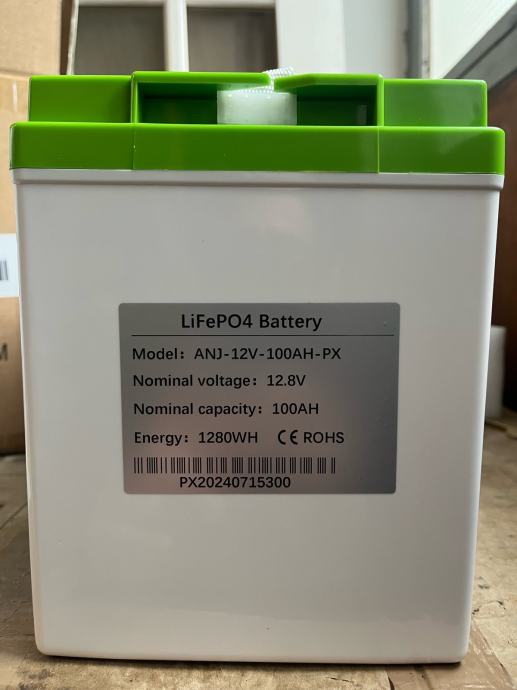 LiFePO4 Battery
Model: ANJ-12V-100AH-PX
Nominal voltage: 12.8V
Nominal capacity: 100AH
Energy: 1280WH CE ROHS
PX20240715300